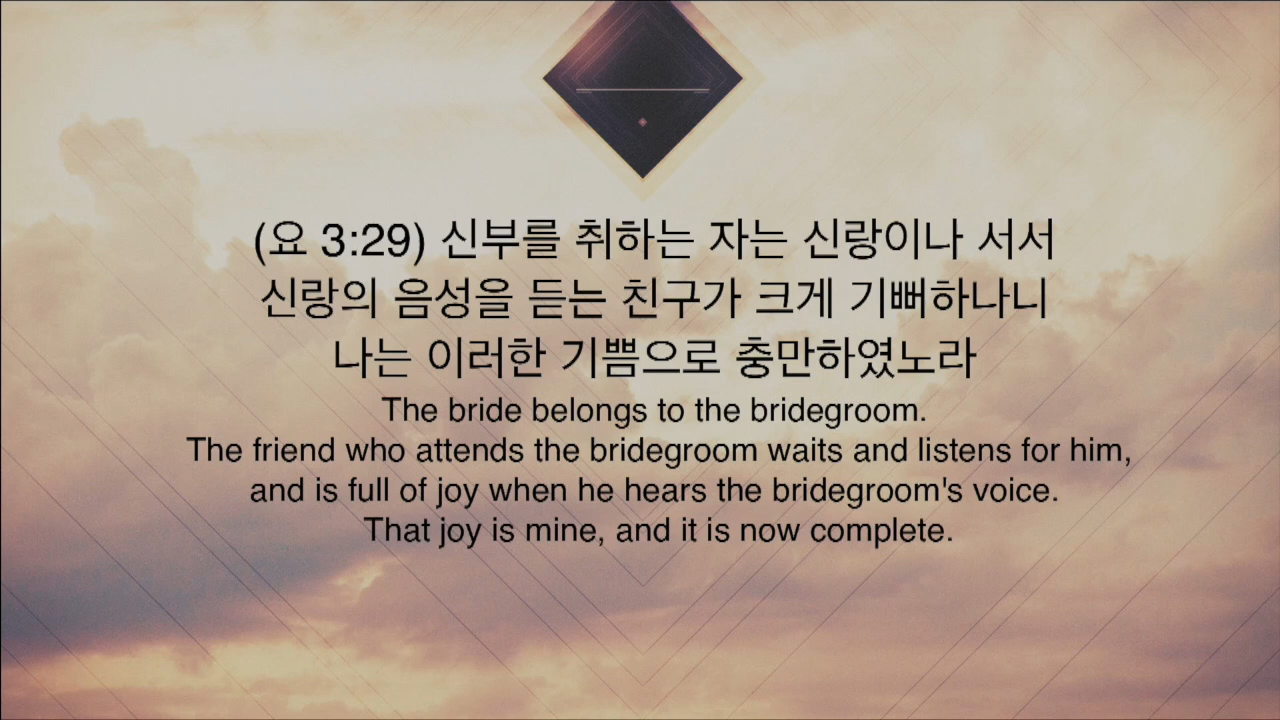 (요 3:29) 신부를 취하는 자는 신랑이나 서서
신랑의 음성을 듣는 친구가 크게 기뻐하나니
나는 이러한 기쁨으로 충만하였노라
The bride belongs to the bridegroom.
The friend who attends the bridegroom waits and listens for him,
and is full of joy when he hears the bridegroom's voice.
That joy is mine, and it is now complete.